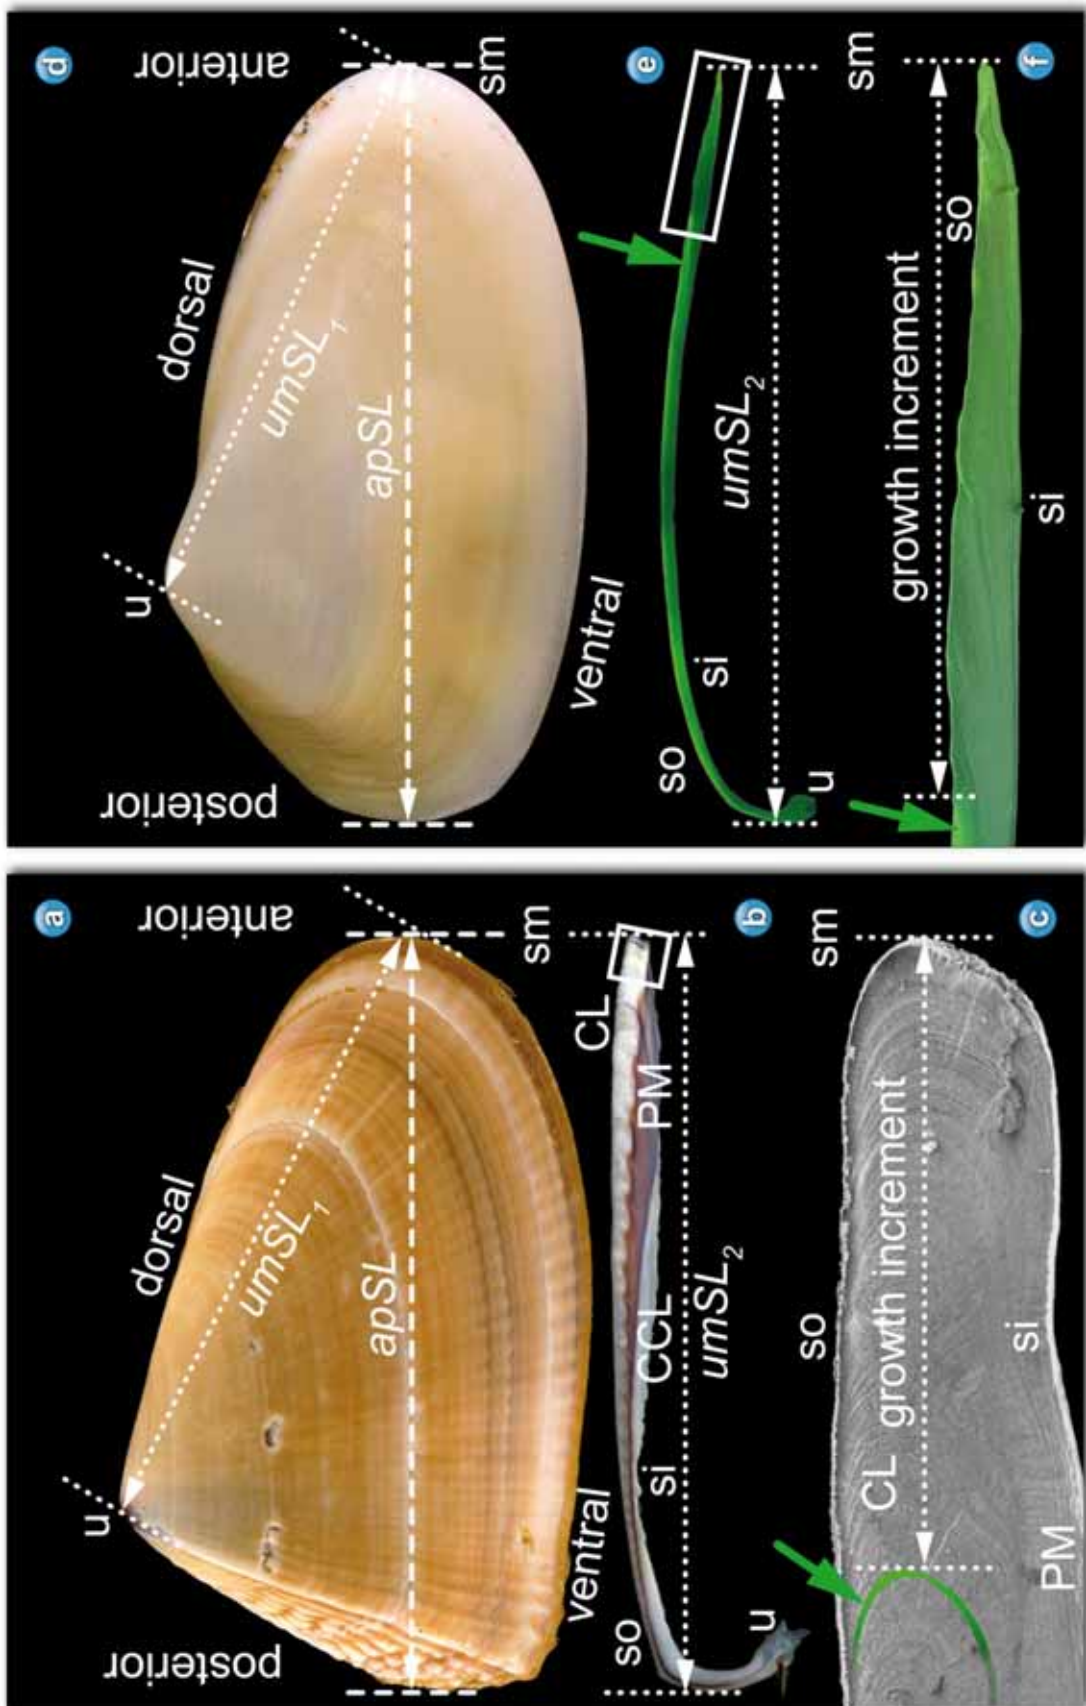 a
posterior
anterior
dorsal
ventral
u
sm
umSL1
apSL
b
so
si
u
CL
CCL
PM
sm
umSL2
c
so
CL growth increment
si
PM
sm
d
posterior
anterior
dorsal
ventral
u
sm
umSL1
apSL
e
so
si
u
umSL2
sm
f
growth increment
so
si